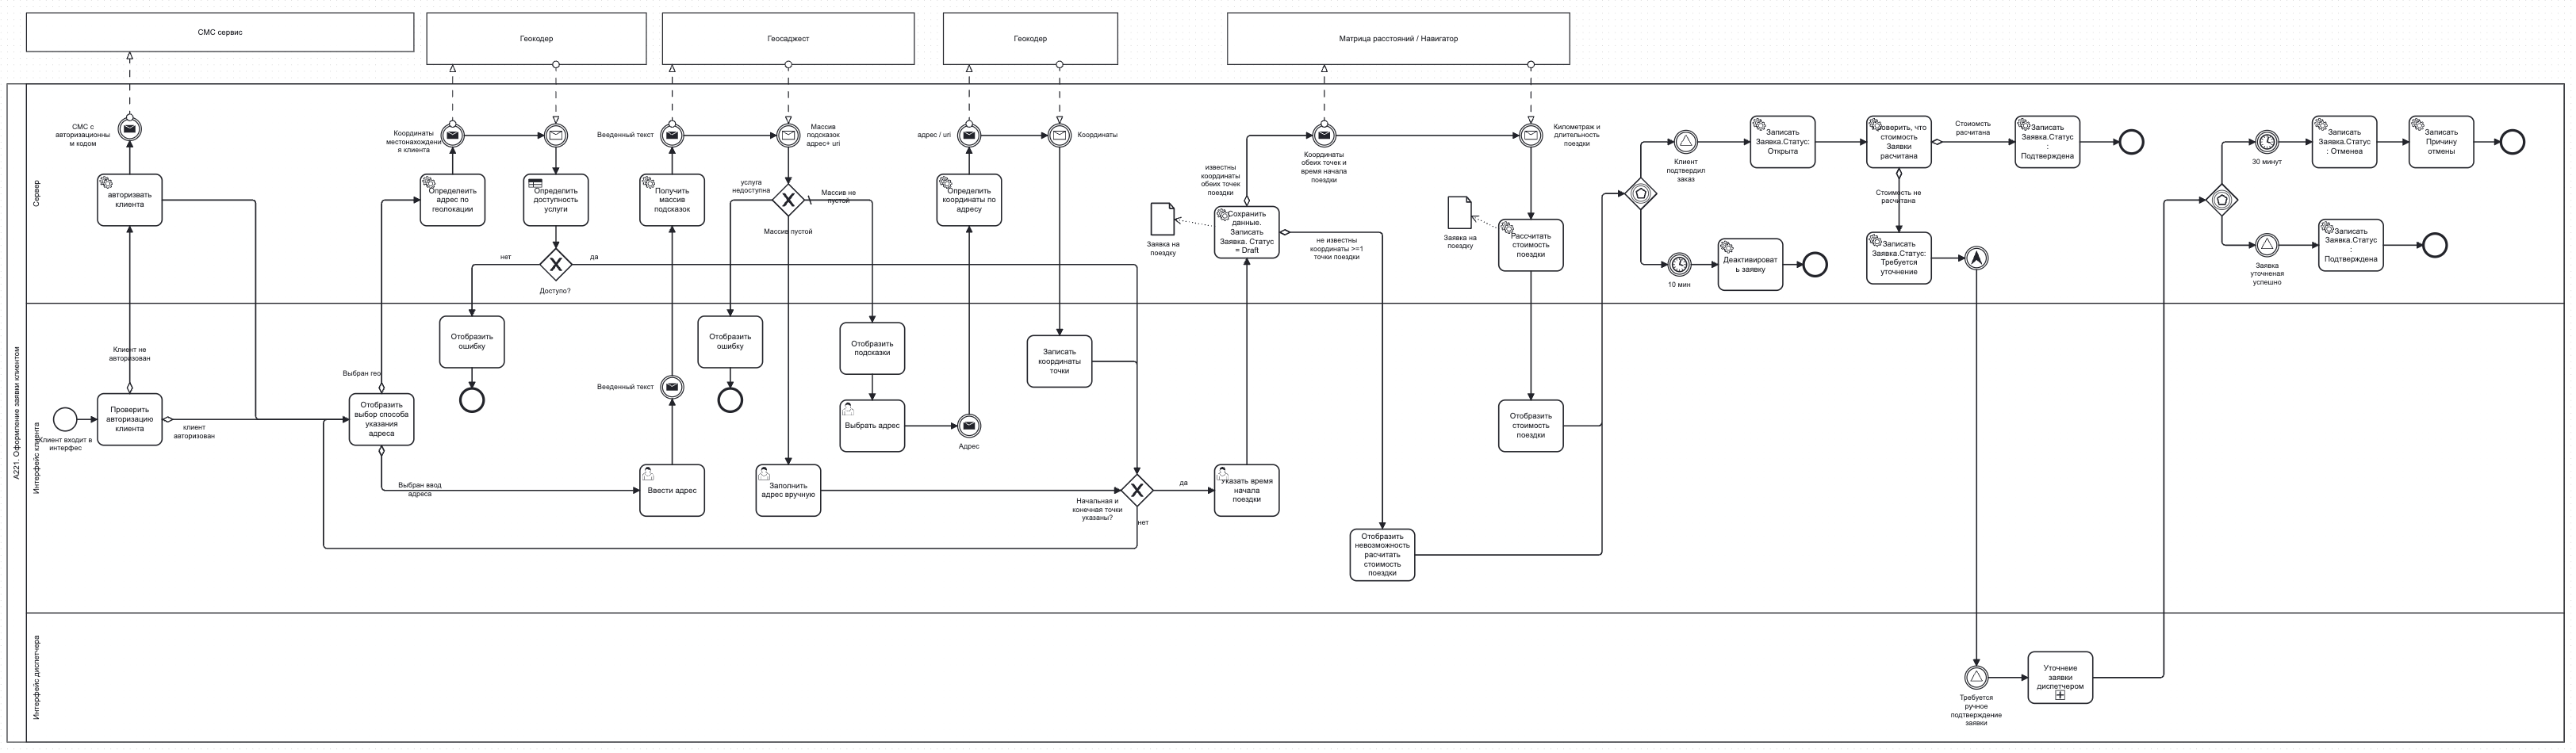 СМС сервис
Геокодер
Геосаджест
Геокодер
Матрица расстояний / Навигатор
А221. Оформление заявки клиентом
Сервер
СМС с
авторизационны
м кодом
авторизвать
клиента
Координаты
местонахождени
я клиента
Определеить
адрес по
геолокации
Определить
доступность
услуги
нет
да
Доступо?
Вееденный текст
Получить
массив
подсказок
Массив
подсказок
адрес+ uri
услуга
недоступна
Массив не
пустой
Массив пустой
адрес / uri
Определить
координаты по
адресу
Координаты
известны
координаты
обеих точек
поездки
Заявка на
поездку
Сохранить
данные.
Записать
Заявка. Статус
= Draft
не известны
координаты >=1
точки поездки
Координаты
обеих точек и
время начала
поездки
Километраж и
длительность
поездки
Заявка на
поездку
Рассчитать
стоимость
поездки
Клиент
подтвердил
заказ
Записать
Заявка.Статус:
Открыта
10 мин
Деактивироват
ь заявку
Проверить, что
стоимость
Заявки
расчитана
Стоиомсть
расчитана
Записать
Заявка.Статус
:
Подтверждена
Стоимость не
расчитана
Записать
Заявка.Статус:
Требуется
уточнение
30 минут
Записать
Заявка.Статус
: Отменеа
Записать
Причину
отмены
Заявка
уточненая
успешно
Записать
Заявка.Статус
:
Подтверждена
Интерфейс клиента
Клиент входит в
интерфес
Клиент не
авторизован
Проверить
авторизацию
клиента
клиент
авторизован
Выбран гео
Отобразить
выбор способа
указания
адреса
Выбран ввод
адреса
Отобразить
ошибку
Вееденный текст
Ввести адрес
Отобразить
ошибку
Заполнить
адрес вручную
Отобразить
подсказки
Выбрать адрес
Адрес
Записать
координаты
точки
Начальная и
конечная точки
указаны?
да
нет
Указать время
начала
поездки
Отобразить
невозможность
расчитать
стоимость
поездки
Отобразить
стоимость
поездки
Интерфейс диспетчера
Требуется
ручное
подтверждение
заявки
Уточнеие
заявки
диспетчером